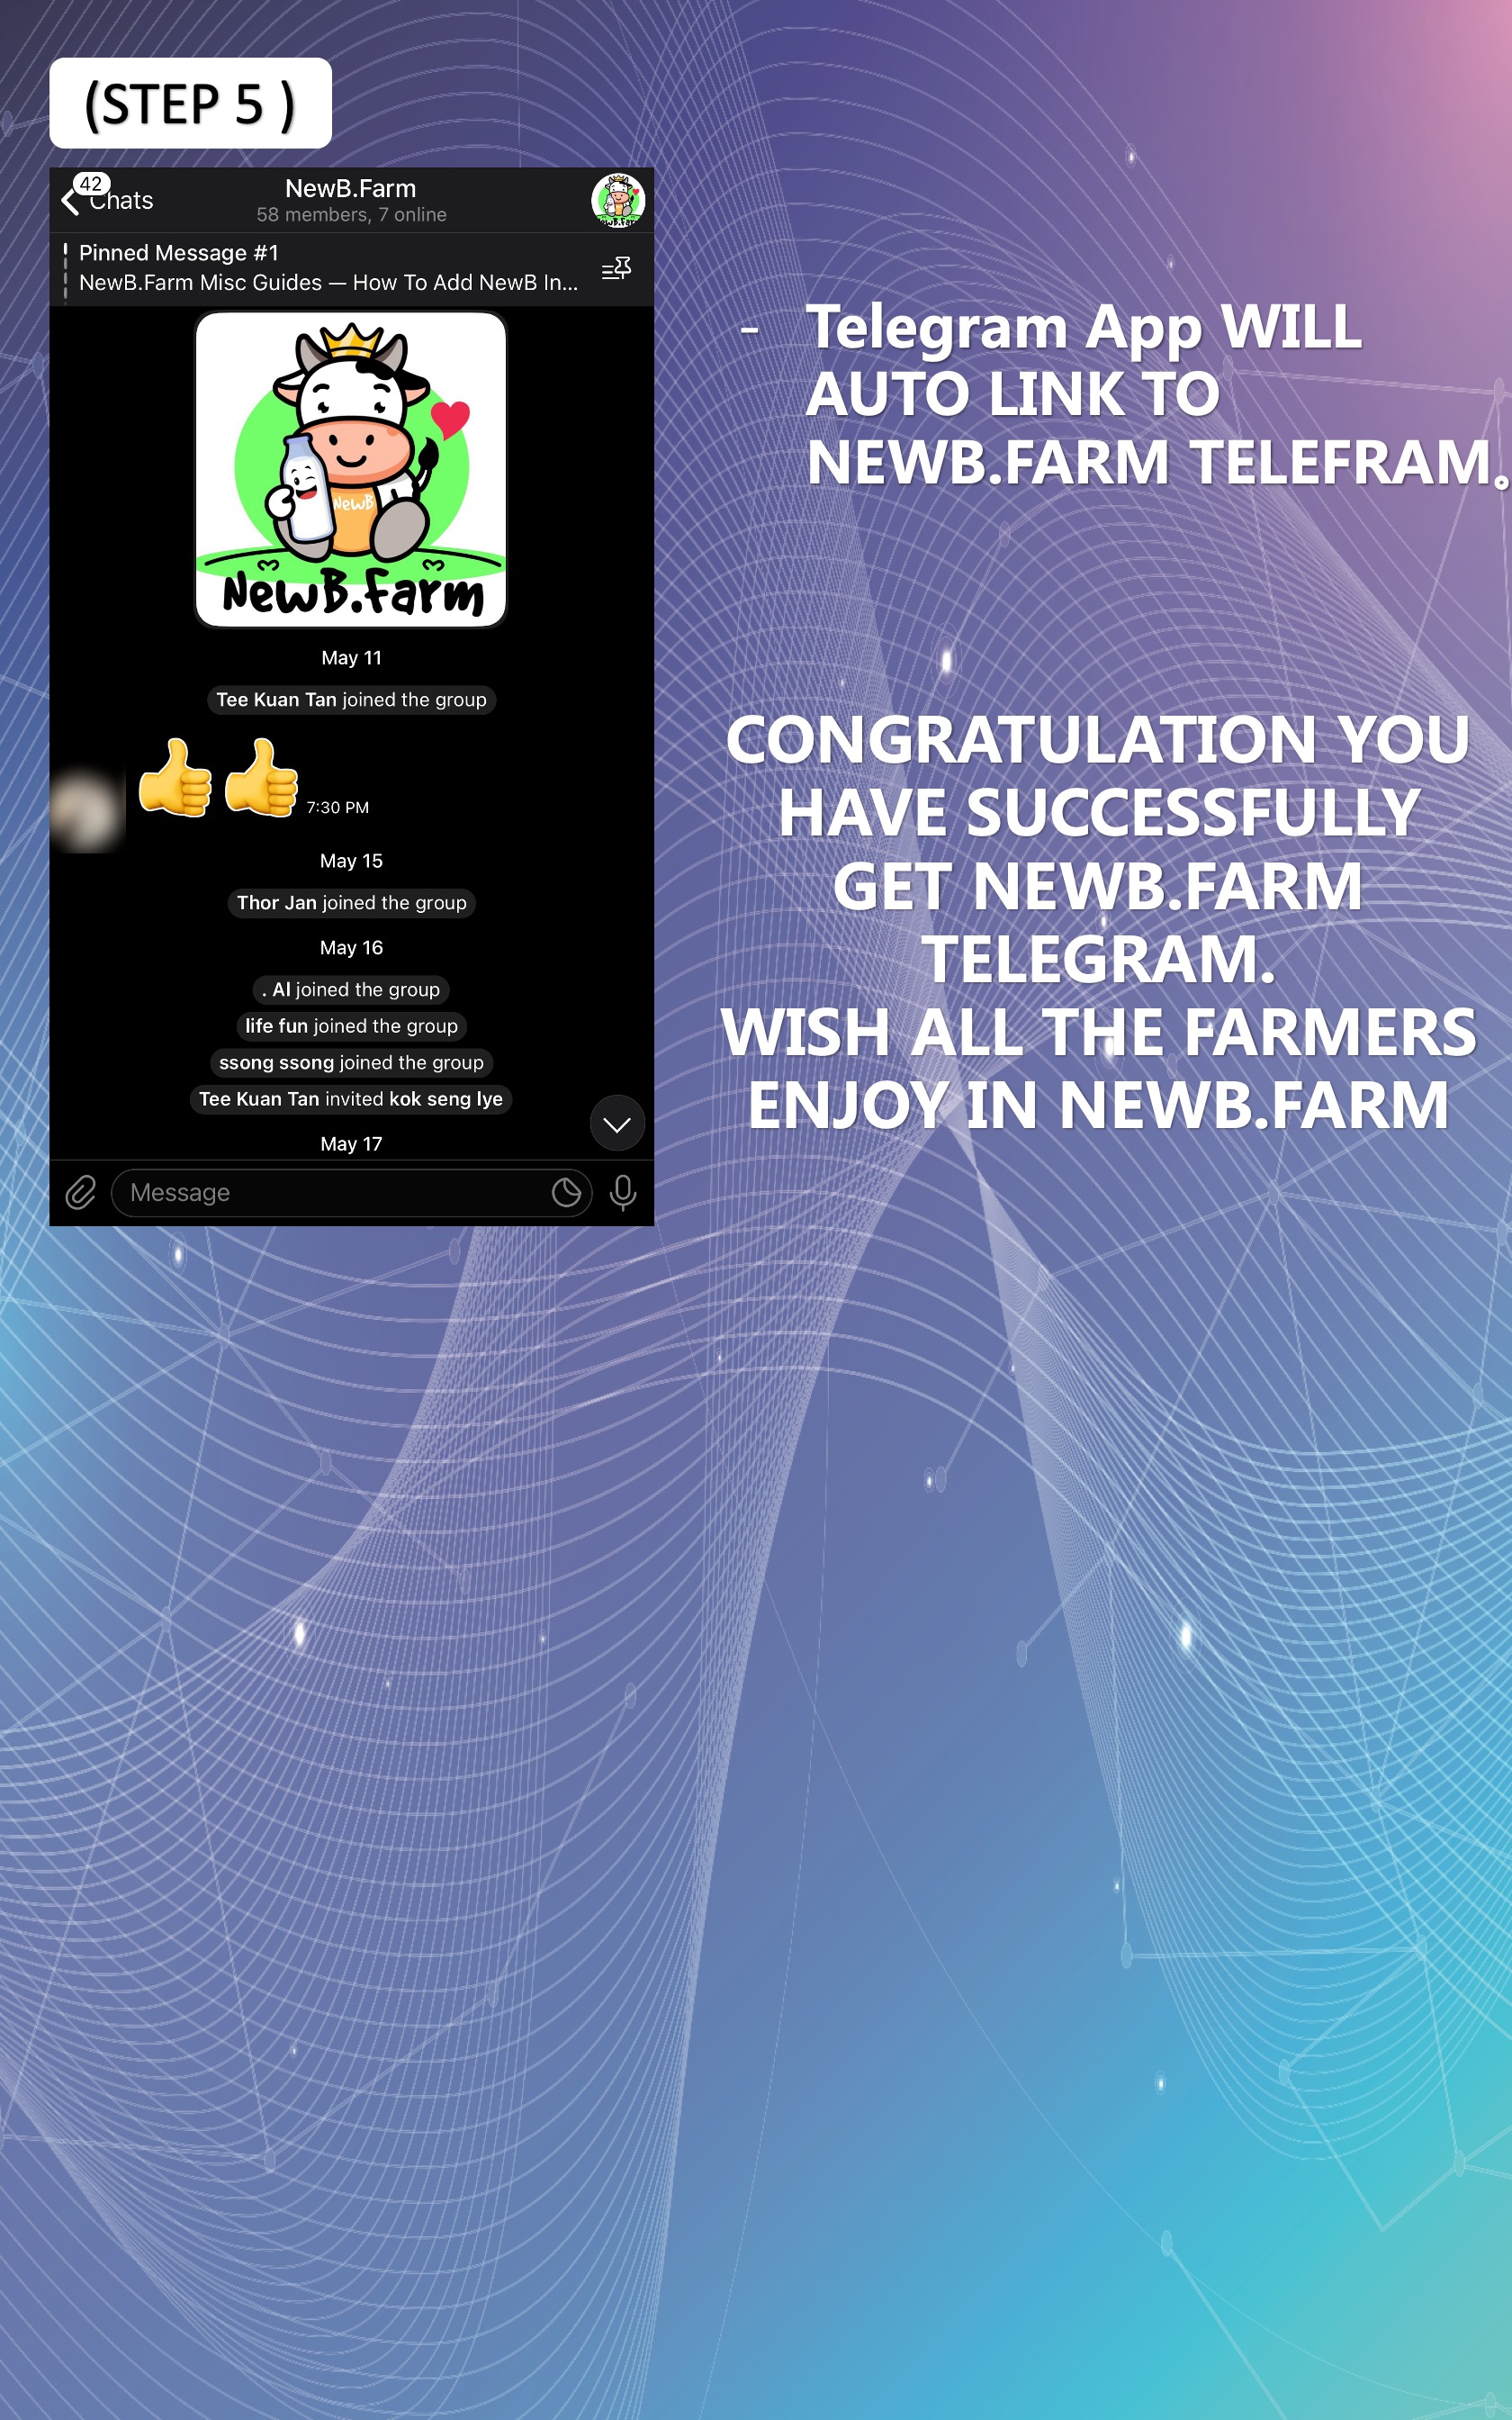 (STEP 5 )
42
Chats
NewB.Farm
58 members, 7 online
Pinned Message #1
NewB.Farm Misc Guides — How To Add NewB In...
NewB
NewB.Farm
May 11
Tee Kuan Tan joined the group
7:30 PM
May 15
Thor Jan joined the group
May 16
. Al joined the group
life fun joined the group
ssong ssong joined the group
Tee Kuan Tan invited kok seng lye
May 17
Message
- Telegram App WILL
AUTO LINK TO
NEWB.FARM TELEFRAM.
CONGRATULATION YOU
HAVE SUCCESSFULLY
GET NEWB.FARM
TELEGRAM.
WISH ALL THE FARMERS
ENJOY IN NEWB.FARM